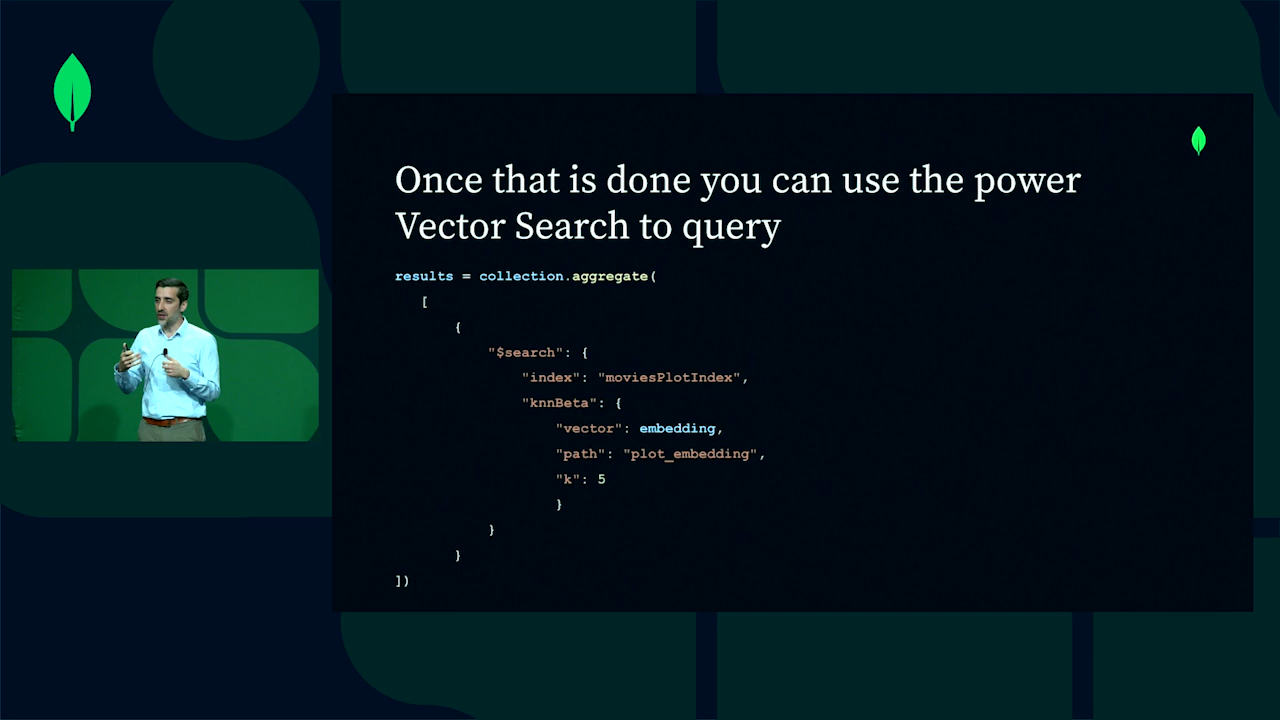 Once that is done you can use the power
Vector Search to query
results = collection.aggregate(
[
{
"$search": {
"index": "moviesPlotIndex",
"knnBeta": {
"vector": embedding,
"path": "plot_embedding",
"k": 5
}
}
}
])